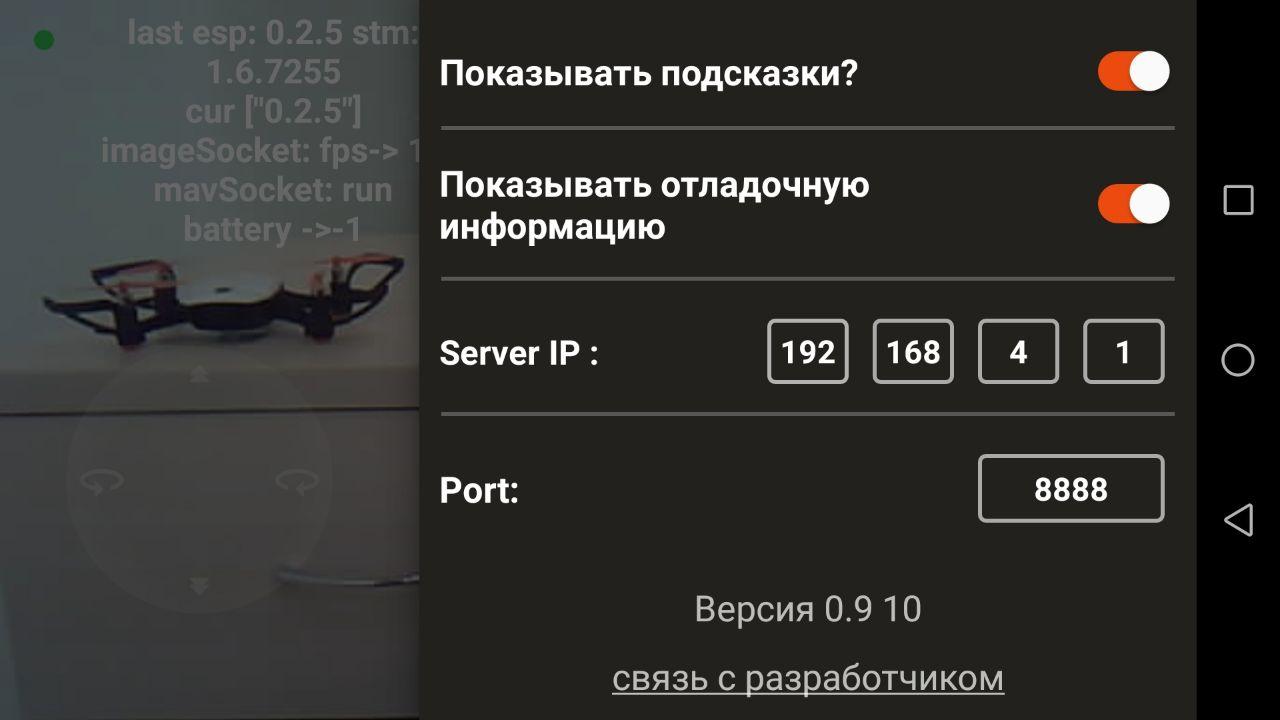 last esp: 0.2.5 stm:
1.6.7255
cur ["0.2.5"]
imageSocket: fps-> 1
mavSocket: run
battery ->-1
Показывать подсказки?
Показывать отладочную
информацию
Server IP : 192 168 4 1
Port: 8888
Версия 0.9 10
связь с разработчиком